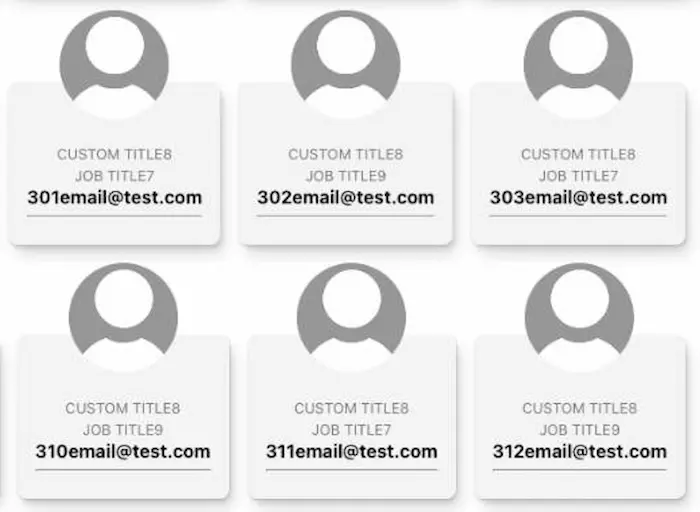 CUSTOM TITLE8
JOB TITLE7
301email@test.com
CUSTOM TITLE8
JOB TITLE9
302email@test.com
CUSTOM TITLE8
JOB TITLE7
303email@test.com
CUSTOM TITLE8
JOB TITLE9
310email@test.com
CUSTOM TITLE8
JOB TITLE7
311email@test.com
CUSTOM TITLE8
JOB TITLE9
312email@test.com